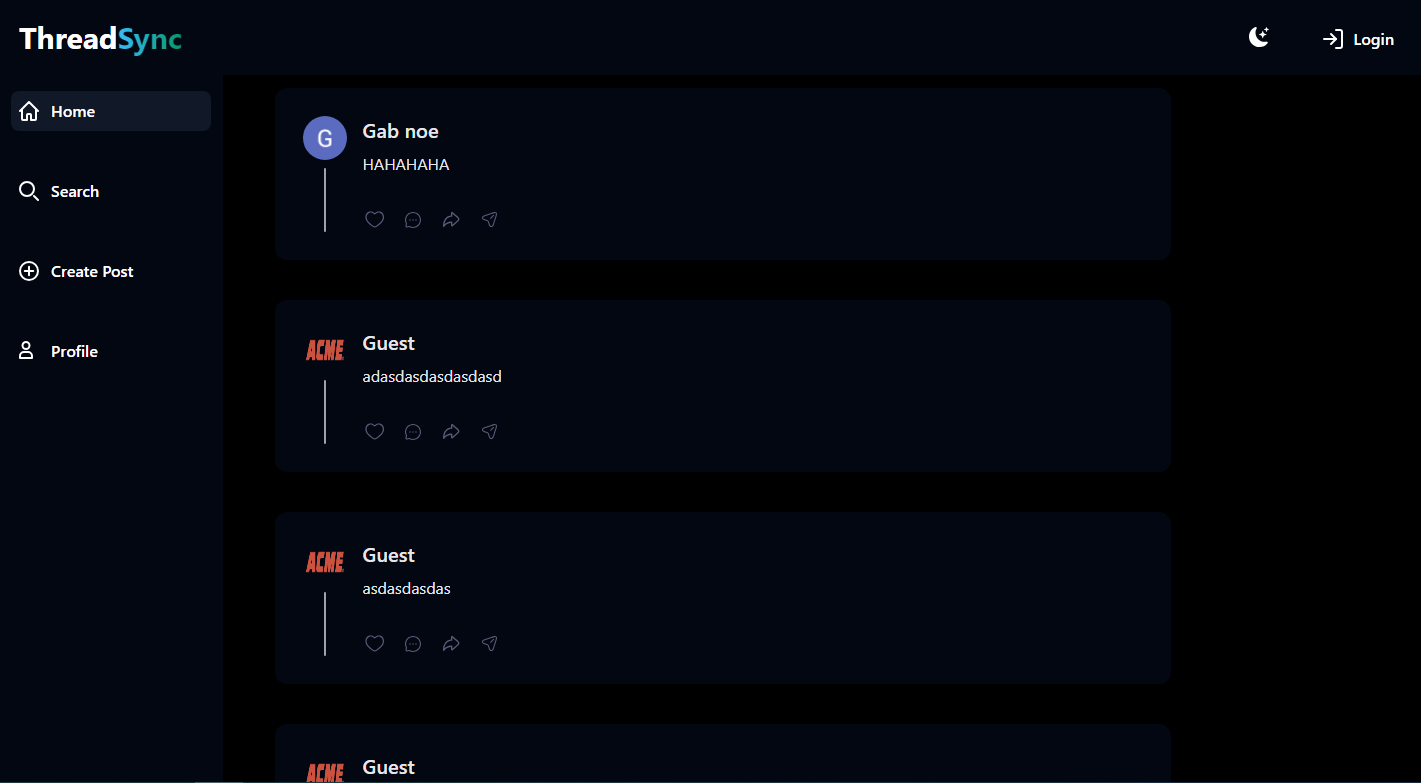 ThreadSync
Login
Home
Search
Create Post
Profile
G
Gab noe
HAHAHAHA
ACME
Guest
adasdasdasdasdasd
ACME
Guest
asdasdasdas
ACME
Guest